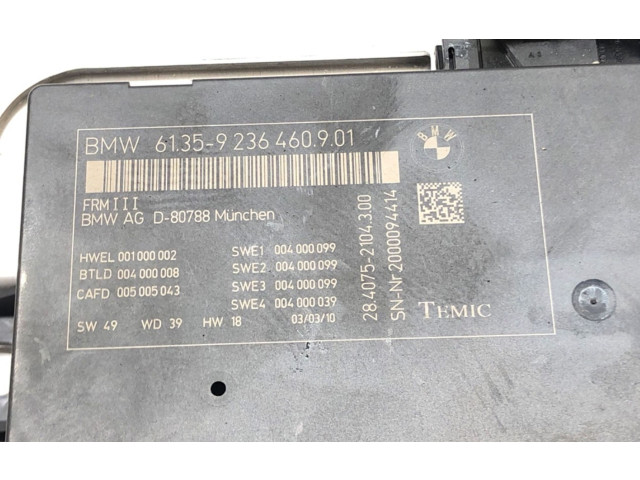 BMW 61.35-9 236 460.9.01
BMW
FRM III
BMW AG D-80788 München
HWEL 001 000 002
BTLD 004 000 008
CAFD 005 005 043
SWE1 004 000 099
SWE2 004 000 099
SWE3 004 000 099
SWE4 004 000 039
SW 49 WD 39 HW 18 03/03/10
28.4075-2104.3.00
SN-Nr2000094414
TEMIC